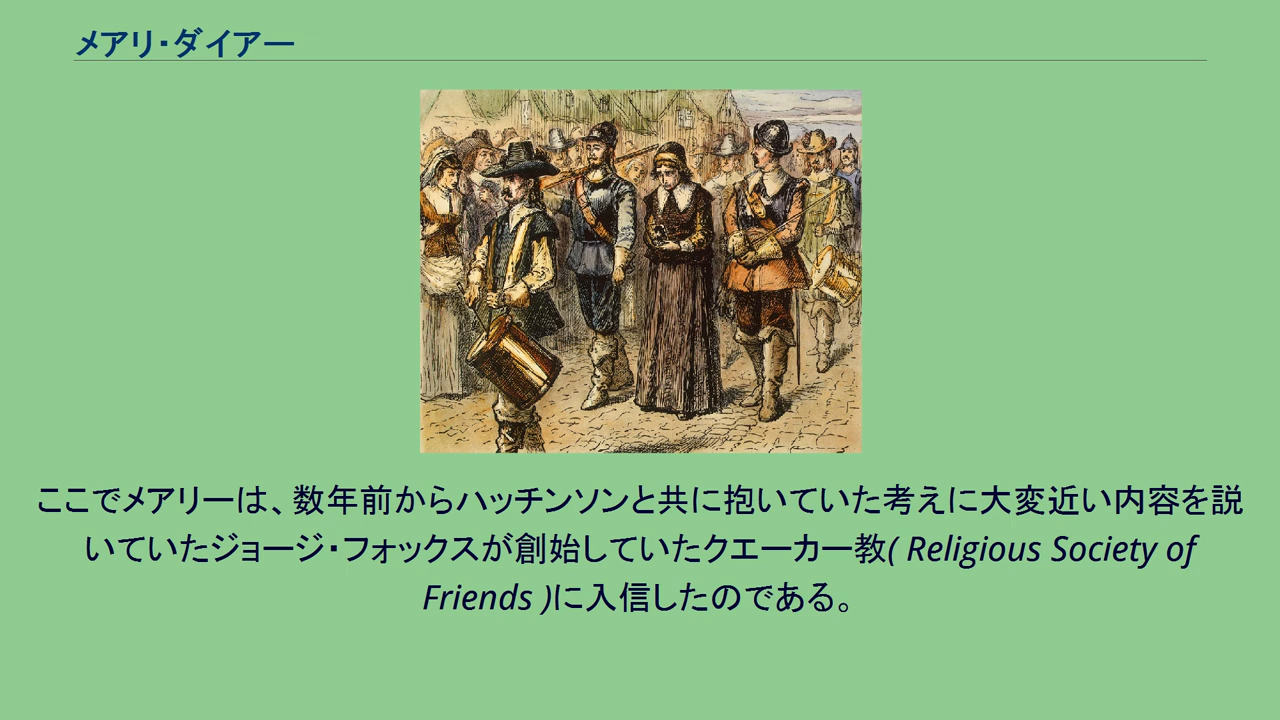 メアリ・ダイアー
ここでメアリーは、数年前からハッチンソンと共に抱いていた考えに大変近い内容を説
いていたジョージ・フォックスが創始していたクエーカー教( Religious Society of
Friends )に入信したのである。